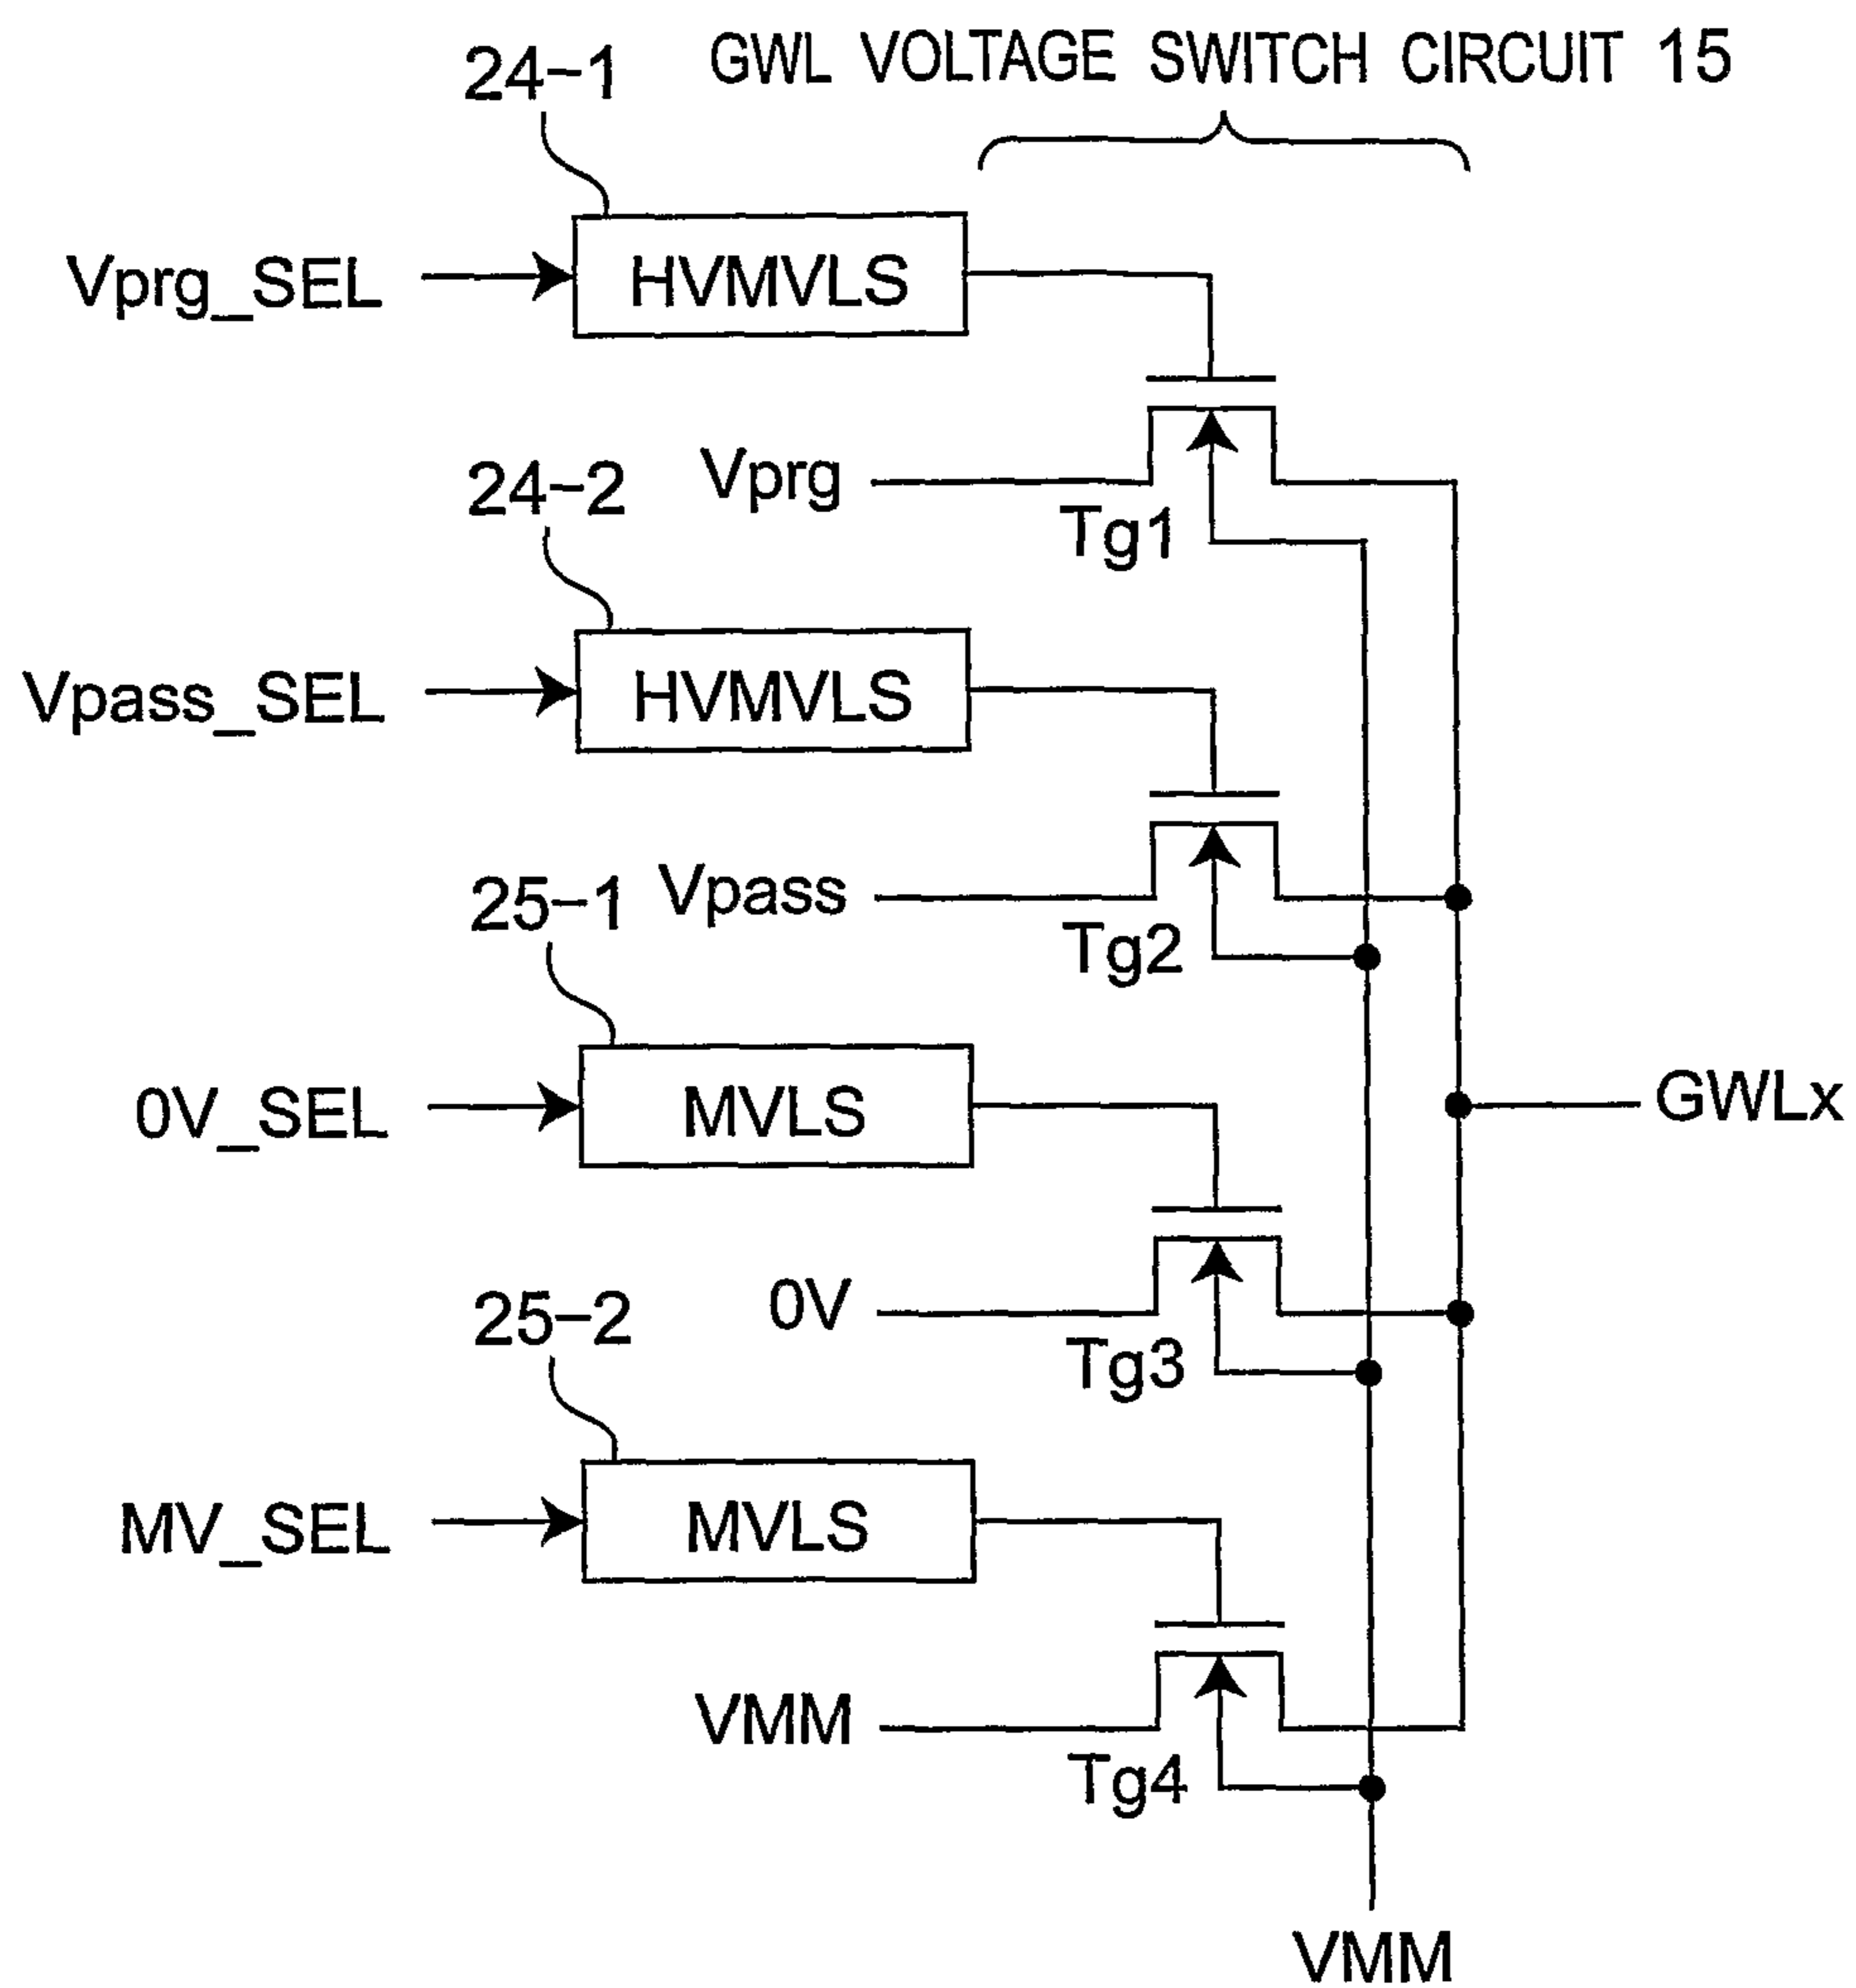 24-1
GWL VOLTAGE SWITCH CIRCUIT 15
Vprg_SEL
HVMVLS
Vprg
Tg1
24-2
Vpass_SEL
HVMVLS
Vpass
Tg2
25-1
0V_SEL
MVLS
GWLx
0V
Tg3
25-2
MV_SEL
MVLS
VMM
Tg4
VMM